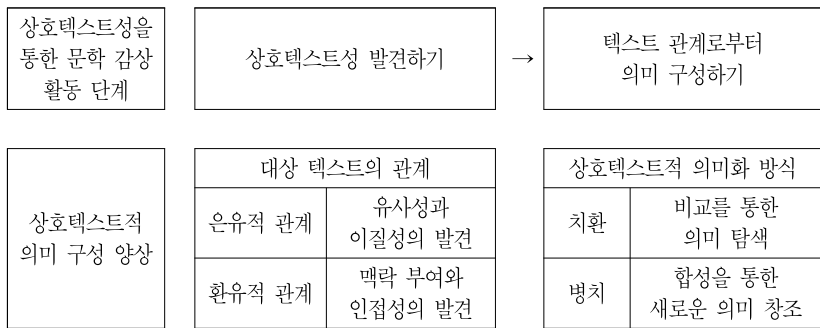 상호텍스트성을
통한 문학 감상
활동 단계
상호텍스트성 발견하기
→
텍스트 관계로부터
의미 구성하기
상호텍스트적
의미 구성 양상
대상 텍스트의 관계
은유적 관계
유사성과
이질성의 발견
환유적 관계
맥락 부여와
인접성의 발견
상호텍스트적 의미화 방식
치환
비교를 통한
의미 탐색
병치
합성을 통한
새로운 의미 창조